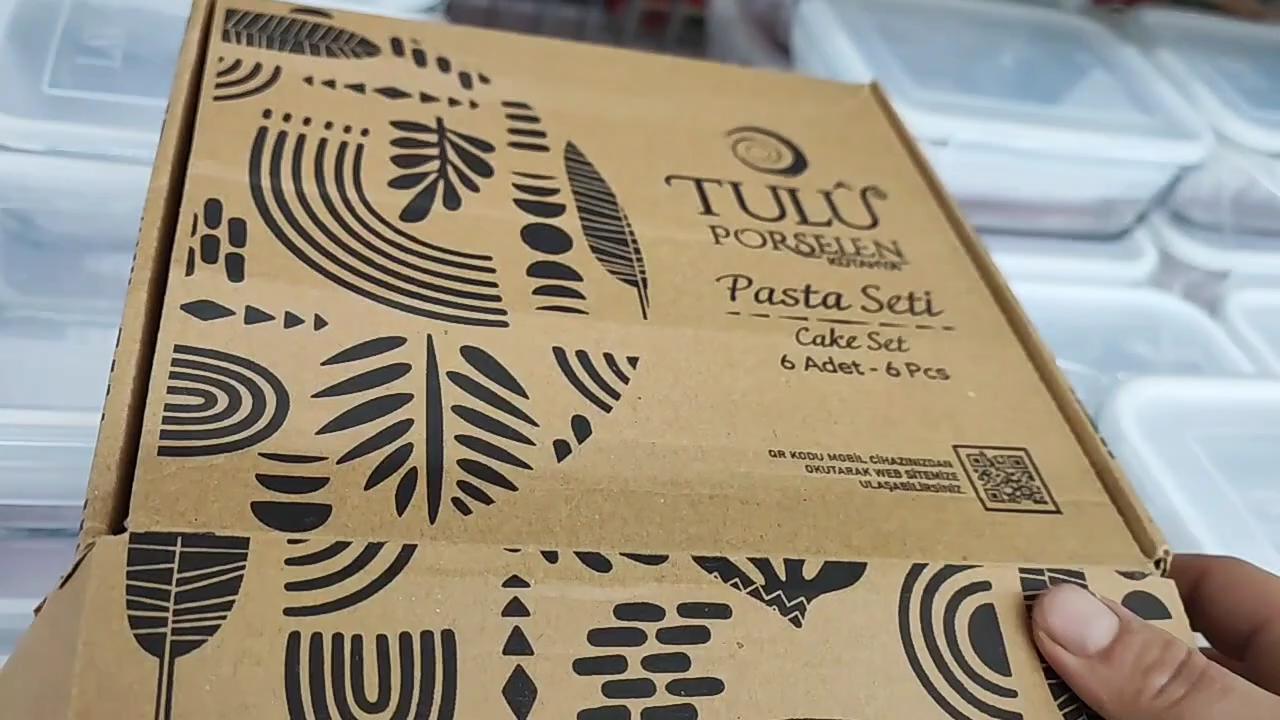 TULÛ
PORSELEN
KÜTAHYA
Pasta Seti
Cake Set
6 Adet - 6 Pcs
QR KODU MOBİL CİHAZINIZDAN
OKUTARAK WEB SİTEMİZE
ULAŞABİLİRSİNİZ